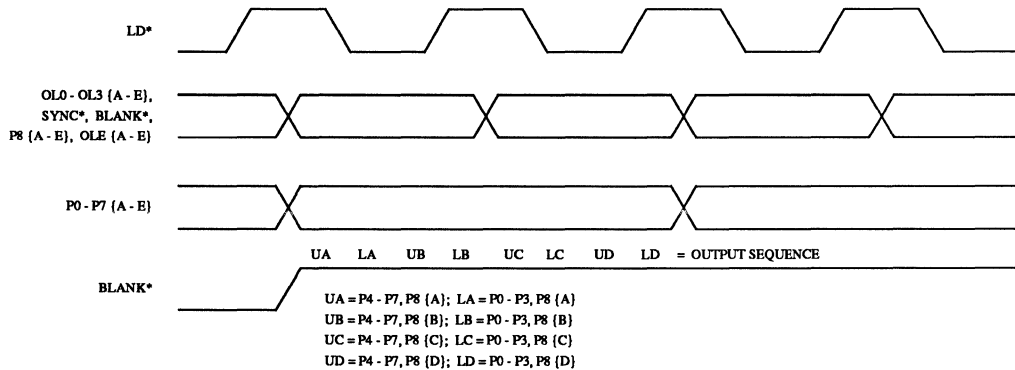 LD*
OL0 - OL3 {A - E},
SYNC*, BLANK*,
P8 {A - E}, OLE {A - E}
P0 - P7 {A - E}
UA LA UB LB UC LC UD LD = OUTPUT SEQUENCE
BLANK*
UA = P4 - P7, P8 {A}; LA = P0 - P3, P8 {A}
UB = P4 - P7, P8 {B}; LB = P0 - P3, P8 {B}
UC = P4 - P7, P8 {C}; LC = P0 - P3, P8 {C}
UD = P4 - P7, P8 {D}; LD = P0 - P3, P8 {D}